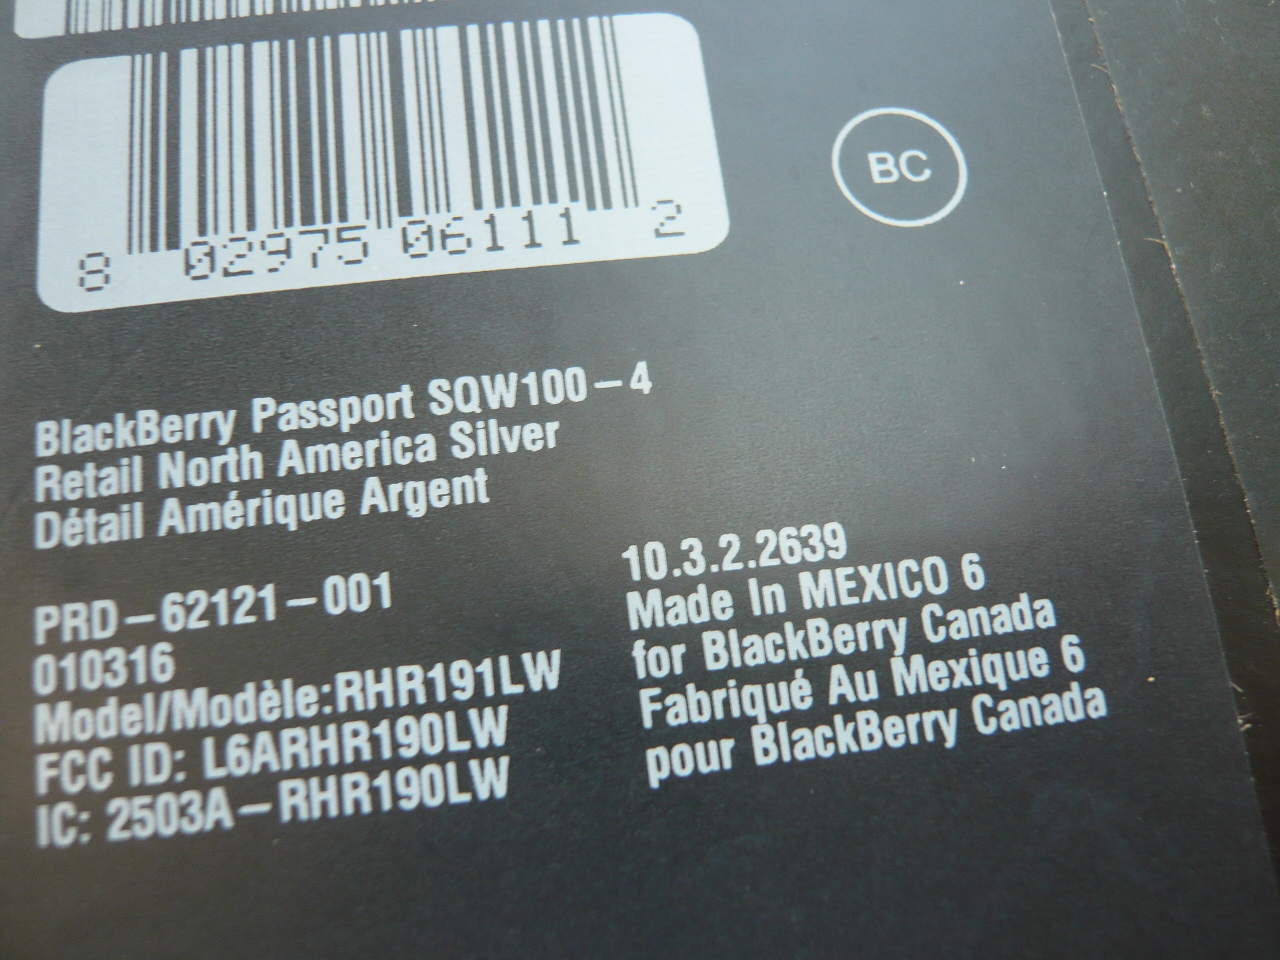 8 02975 06111 2
BC
BlackBerry Passport SQW100-4
Retail North America Silver
Détail Amérique Argent
PRD-62121-001
010316
Model/Modèle:RHR191LW
FCC ID: L6ARHR190LW
IC: 2503A-RHR190LW
10.3.2.2639
Made In MEXICO 6
for BlackBerry Canada
Fabriqué Au Mexique 6
pour BlackBerry Canada